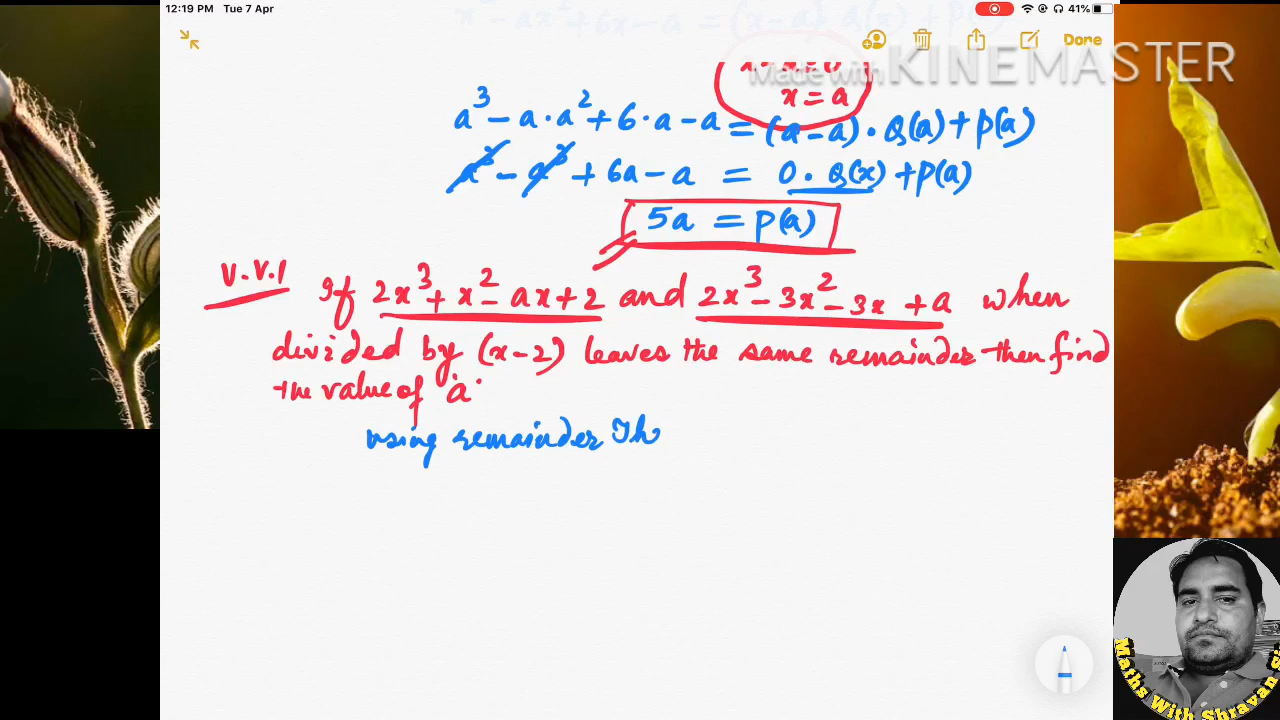 12:19 PM Tue 7 Apr
41%
Done
Made with KINEMASTER
x = a
a³ - a·a² + 6·a - a = (a-a)·Q(a) + P(a)
a³ - a³ + 6a - a = 0·Q(x) + P(a)
5a = P(a)
V.V.I If 2x³ + x² - ax + 2 and 2x³ - 3x² - 3x + a when
divided by (x-2) leaves the same remainder then find
the value of 'a'
using remainder Th
Maths With Shravan